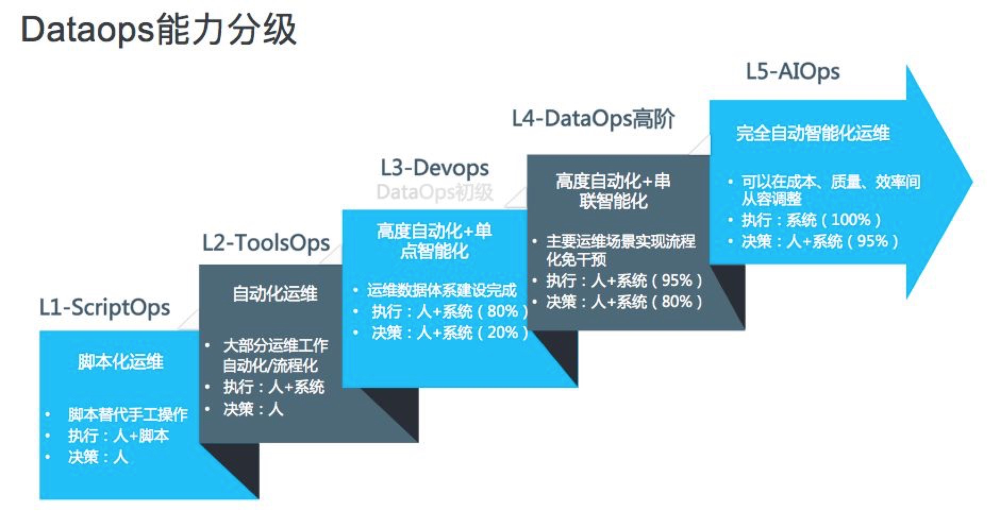 Dataops能力分级
L1-ScriptOps
脚本化运维
• 脚本替代手工操作
• 执行：人+脚本
• 决策：人
L2-ToolsOps
自动化运维
• 大部分运维工作
自动化/流程化
• 执行：人+系统
• 决策：人
L3-Devops
DataOps初级
高度自动化+单
点智能化
• 运维数据体系建设完成
• 执行：人+系统（80%）
• 决策：人+系统（20%）
L4-DataOps高阶
高度自动化+串
联智能化
• 主要运维场景实现流程
化免干预
• 执行：人+系统（95%）
• 决策：人+系统（80%）
L5-AIOps
完全自动智能化运维
• 可以在成本、质量、效率间
从容调整
• 执行：系统（100%）
• 决策：人+系统（95%）